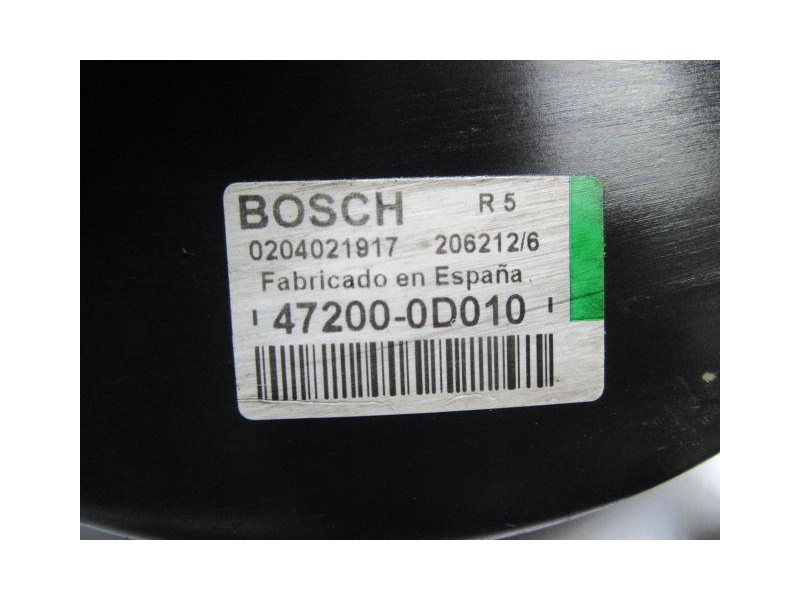 BOSCH R 5
0204021917 206212/6
Fabricado en España.
47200-0D010